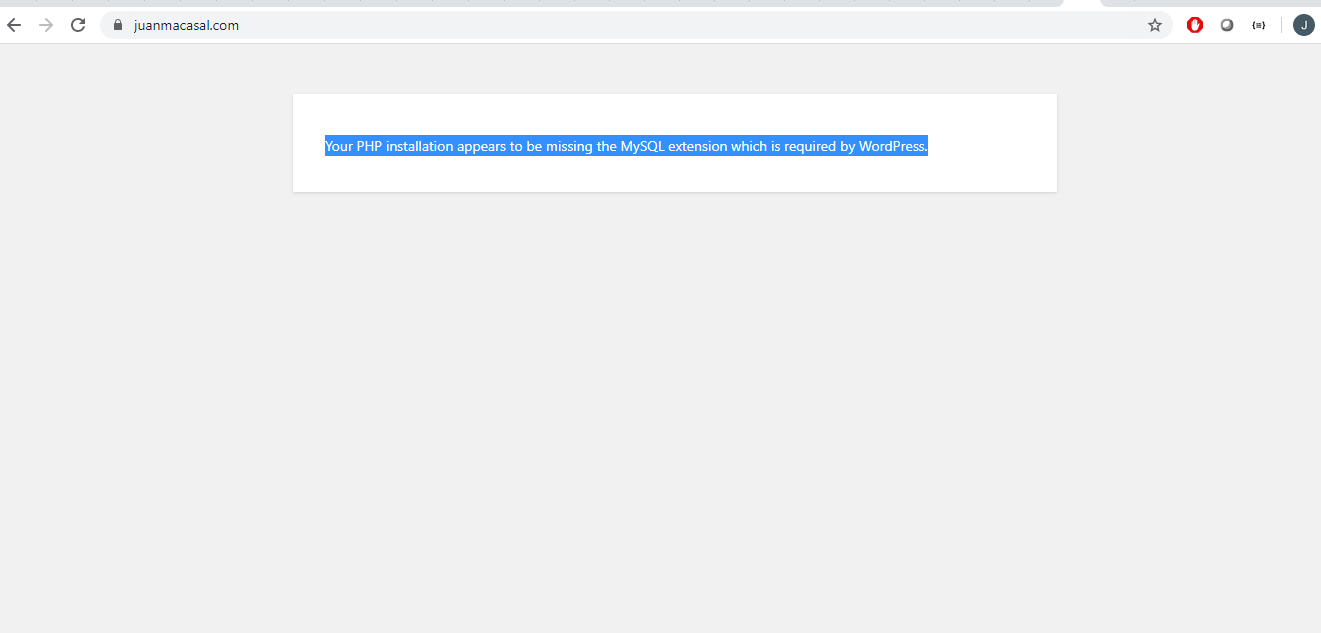 juanmacasal.com
J
Your PHP installation appears to be missing the MySQL extension which is required by WordPress.